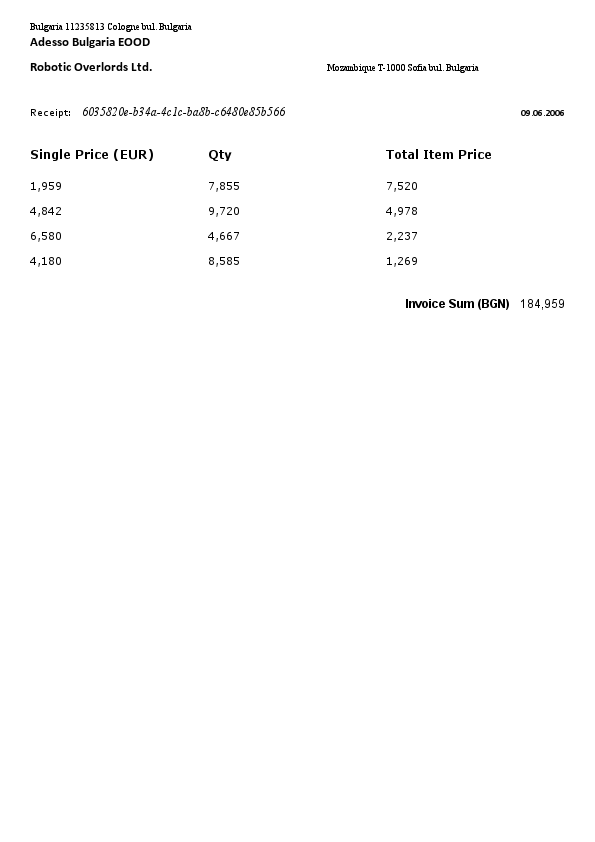 Bulgaria 11235813 Cologne bul. Bulgaria
Adesso Bulgaria EOOD
Robotic Overlords Ltd. Mozambique T-1000 Sofia bul. Bulgaria
Receipt: 6035820e-b34a-4c1c-ba8b-c6480e85b566 09.06.2006
Single Price (EUR) Qty Total Item Price
1,959 7,855 7,520
4,842 9,720 4,978
6,580 4,667 2,237
4,180 8,585 1,269
Invoice Sum (BGN) 184,959